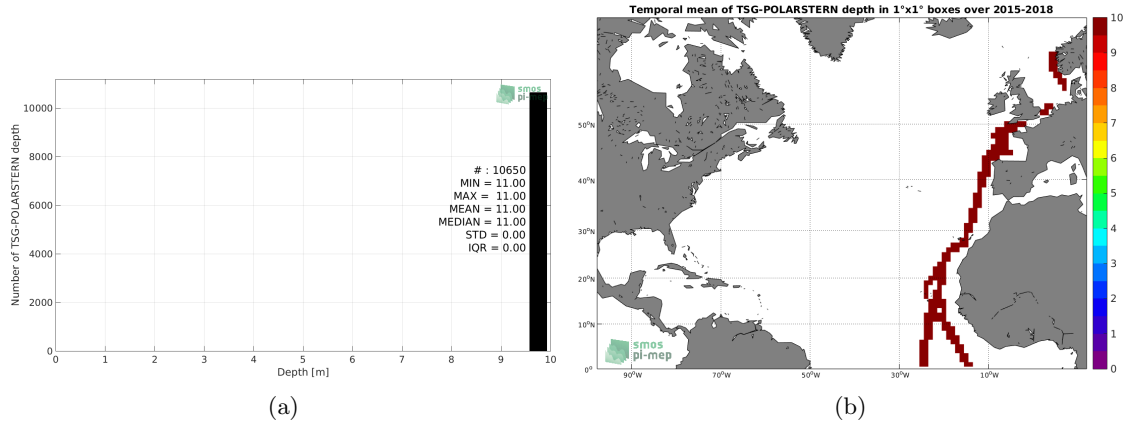 smos
pi-mep
Number of TSG-POLARSTERN depth
10000
8000
6000
4000
2000
0
# : 10650
MIN = 11.00
MAX = 11.00
MEAN = 11.00
MEDIAN = 11.00
STD = 0.00
IQR = 0.00
0 1 2 3 4 5 6 7 8 9 10
Depth [m]
(a)
Temporal mean of TSG-POLARSTERN depth in 1°x1° boxes over 2015-2018
50°N
40°N
30°N
20°N
10°N
0°
90°W 70°W 50°W 30°W 10°W
smos
pi-mep
10
9
8
7
6
5
4
3
2
1
0
(b)